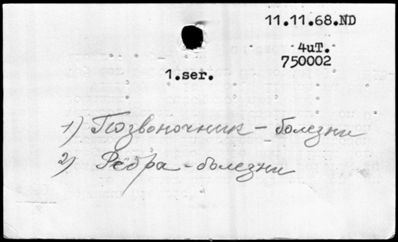 11.11.68.ND
4uT.
750002
1.ser.
1) Позвоночник - болезни
2) Ребра - болезни